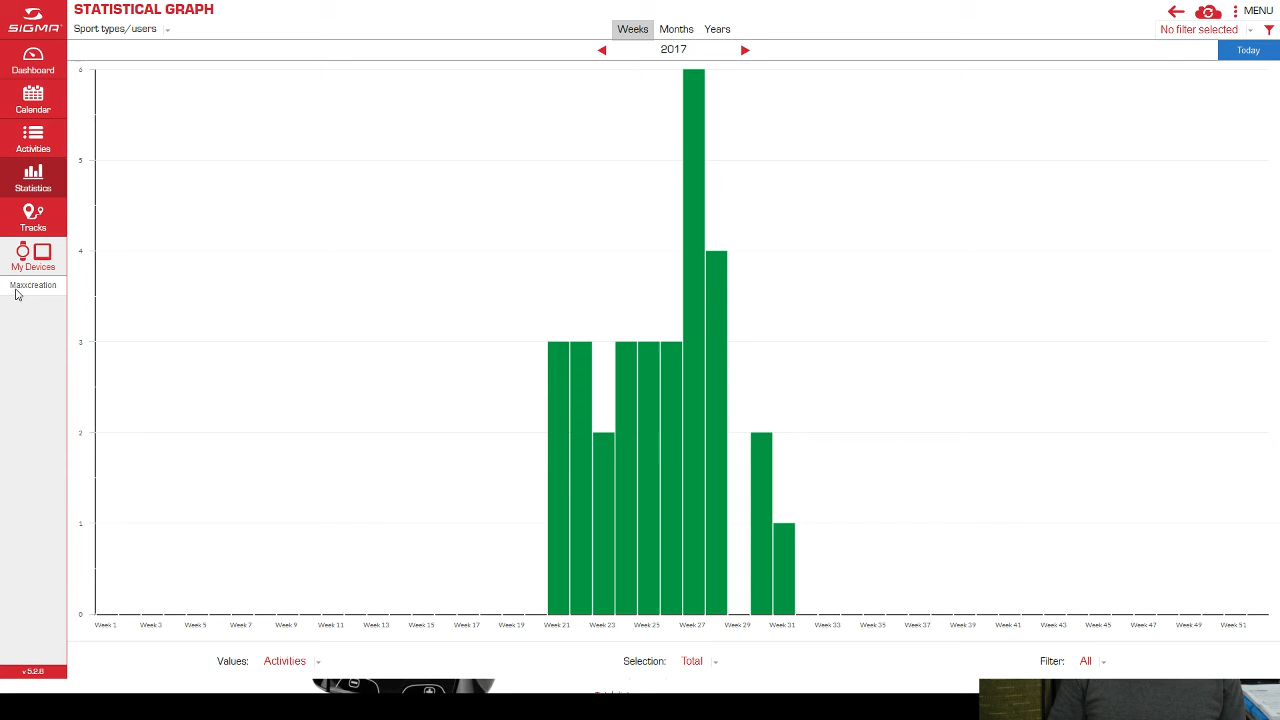 SIGMA
STATISTICAL GRAPH
MENU
Sport types/users
Weeks Months Years
No filter selected
2017
Today
Dashboard
Calendar
Activities
Statistics
Tracks
My Devices
Maxxcreation
v 5.2.8
6
5
4
3
2
1
0
Week 1 Week 3 Week 5 Week 7 Week 9 Week 11 Week 13 Week 15 Week 17 Week 19 Week 21 Week 23 Week 25 Week 27 Week 29 Week 31 Week 33 Week 35 Week 37 Week 39 Week 41 Week 43 Week 45 Week 47 Week 49 Week 51
Values: Activities Selection: Total Filter: All